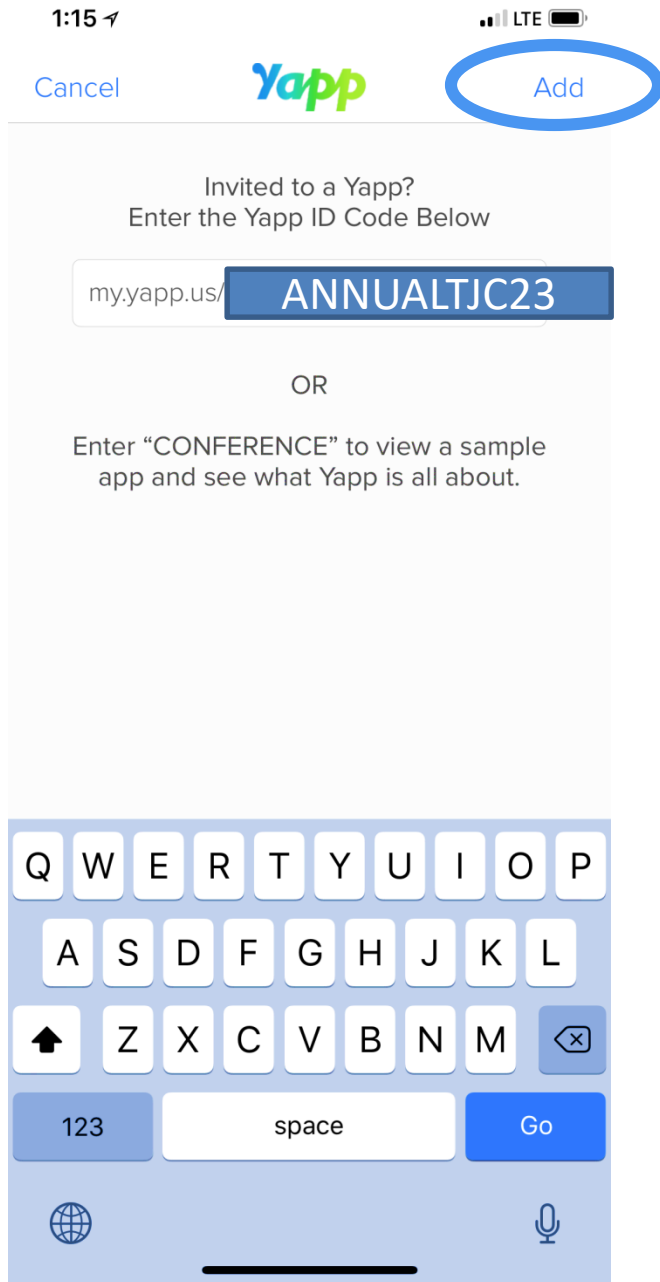 1:15 LTE
Cancel Yapp Add
Invited to a Yapp?
Enter the Yapp ID Code Below
my.yapp.us/ ANNUALTJC23
OR
Enter “CONFERENCE” to view a sample
app and see what Yapp is all about.
Q W E R T Y U I O P
A S D F G H J K L
Z X C V B N M
123 space Go